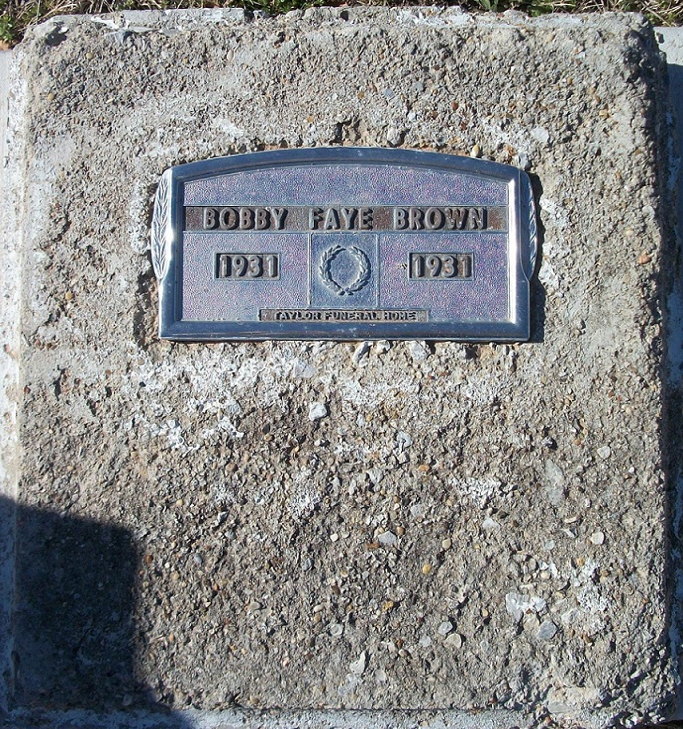 BOBBY FAYE BROWN
1931 1931
TAYLOR FUNERAL HOME